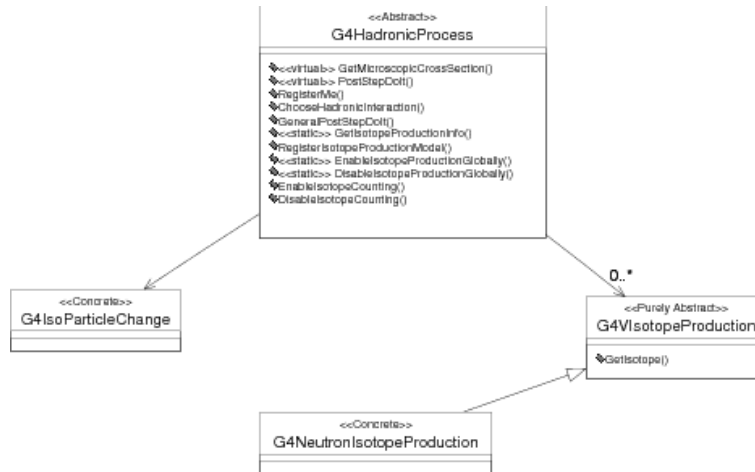 <<Abstract>>
G4HadronicProcess
<<virtual>> GetMicroscopicCrossSection()
<<virtual>> PostStepDoIt()
RegisterMe()
ChooseHadronicInteraction()
GeneralPostStepDoIt()
<<static>> GetIsotopeProductionInfo()
RegisterIsotopeProductionModel()
<<static>> EnableIsotopeProductionGlobally()
<<static>> DisableIsotopeProductionGlobally()
EnableIsotopeCounting()
DisableIsotopeCounting()
0..*
<<Concrete>>
G4IsoParticleChange
<<Purely Abstract>>
G4VIsotopeProduction
GetIsotope()
<<Concrete>>
G4NeutronIsotopeProduction